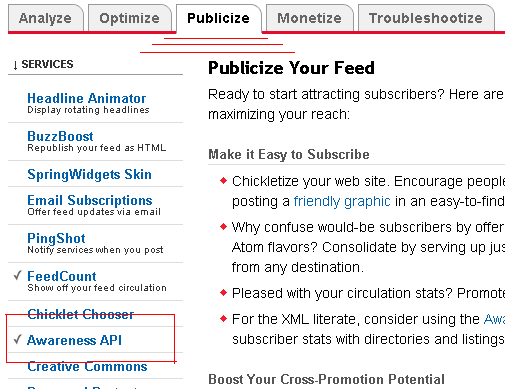 Analyze
Optimize
Publicize
Monetize
Troubleshootize
↓ SERVICES
Headline Animator
Display rotating headlines
BuzzBoost
Republish your feed as HTML
SpringWidgets Skin
Email Subscriptions
Offer feed updates via email
PingShot
Notify services when you post
✓ FeedCount
Show off your feed circulation
Chicklet Chooser
✓ Awareness API
Creative Commons
Publicize Your Feed
Ready to start attracting subscribers? Here are
maximizing your reach:
Make it Easy to Subscribe
Chickletize your web site. Encourage people
posting a friendly graphic in an easy-to-find
Why confuse would-be subscribers by offer
Atom flavors? Consolidate by serving up jus
from any destination.
Pleased with your circulation stats? Promote
For the XML literate, consider using the Awa
subscriber stats with directories and listings
Boost Your Cross-Promotion Potential